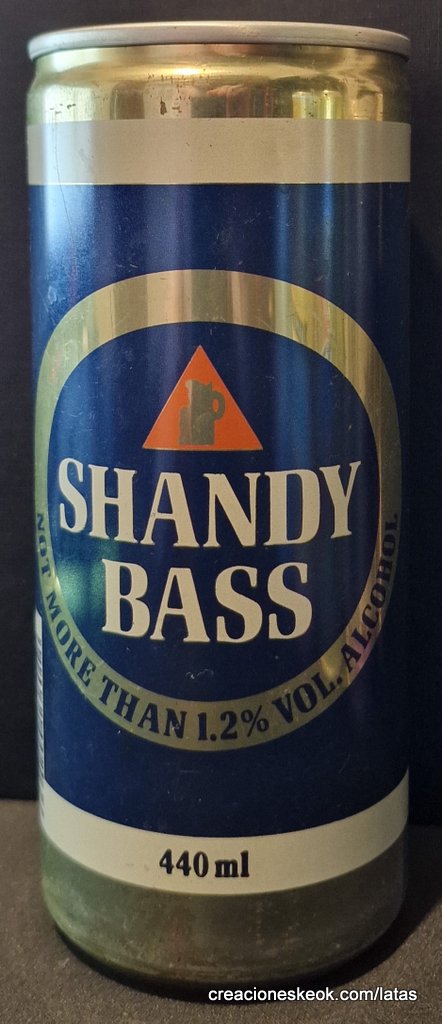 SHANDY
BASS
NOT MORE THAN 1.2% VOL. ALCOHOL
440 ml
creacioneskeok.com/latas